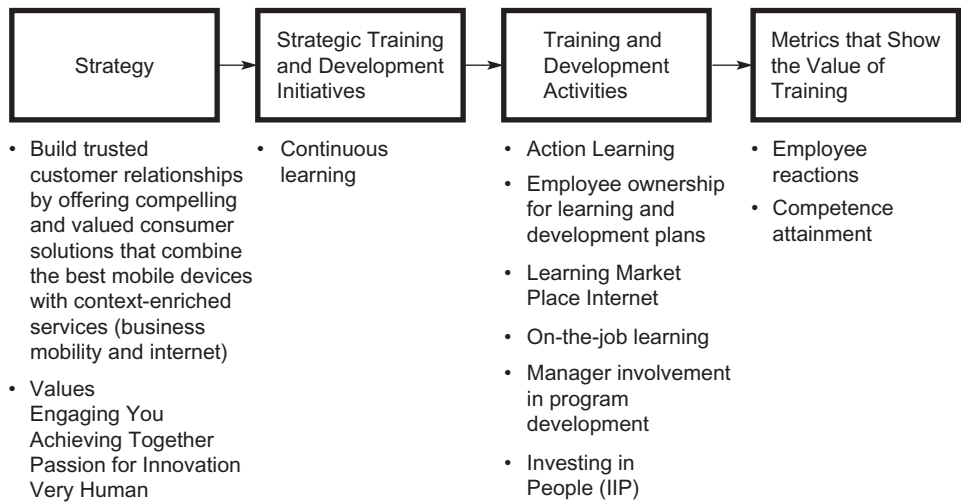 Strategy
Strategic Training
and Development
Initiatives
Training and
Development
Activities
Metrics that Show
the Value of
Training
• Build trusted
customer relationships
by offering compelling
and valued consumer
solutions that combine
the best mobile devices
with context-enriched
services (business
mobility and internet)
• Values
Engaging You
Achieving Together
Passion for Innovation
Very Human
• Continuous
learning
• Action Learning
• Employee ownership
for learning and
development plans
• Learning Market
Place Internet
• On-the-job learning
• Manager involvement
in program
development
• Investing in
People (IIP)
• Employee
reactions
• Competence
attainment